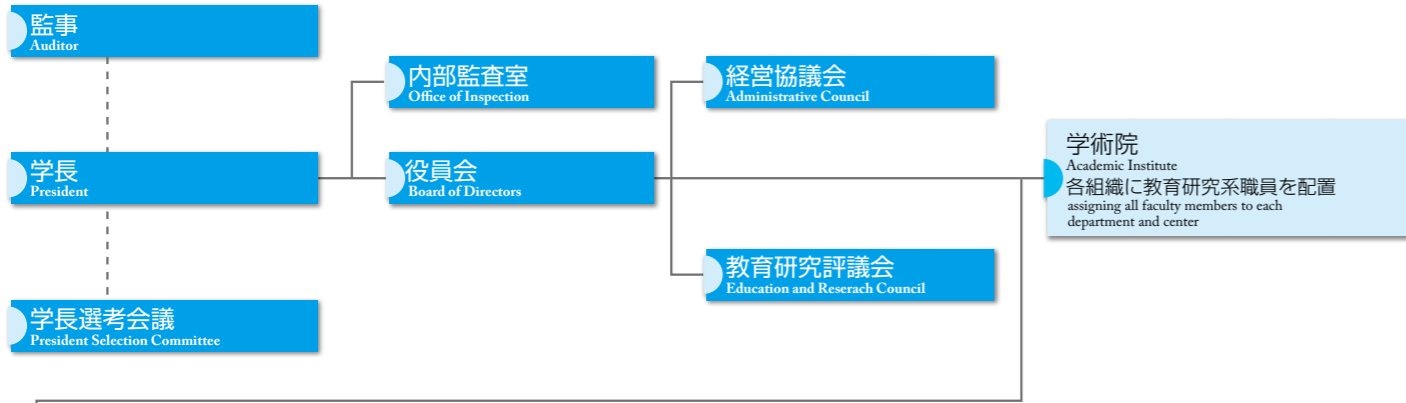 監事
Auditor
内部監査室
Office of Inspection
経営協議会
Administrative Council
学術院
Academic Institute
各組織に教育研究系職員を配置
assigning all faculty members to each
department and center
学長
President
役員会
Board of Directors
教育研究評議会
Education and Reserach Council
学長選考会議
President Selection Committee